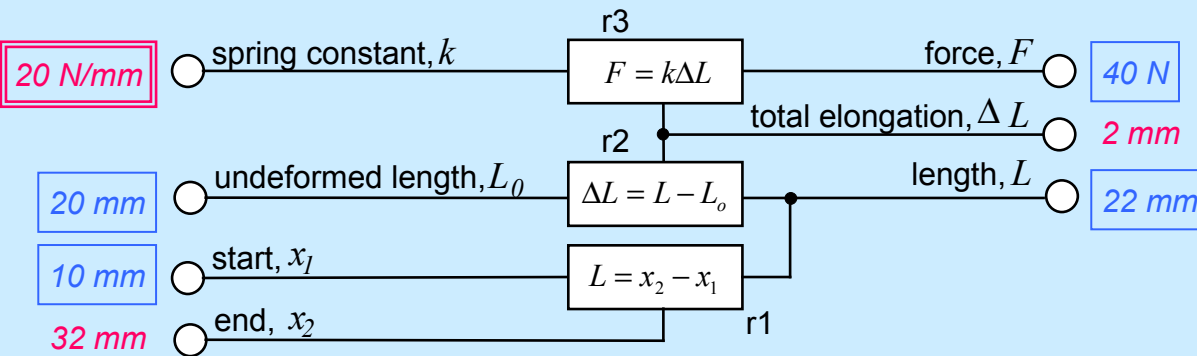 r3
20 N/mm
spring constant, k
F = kΔL
force, F
40 N
total elongation, Δ L
2 mm
r2
20 mm
undeformed length, L₀
ΔL = L − Lₒ
length, L
22 mm
10 mm
start, x₁
L = x₂ − x₁
r1
32 mm
end, x₂